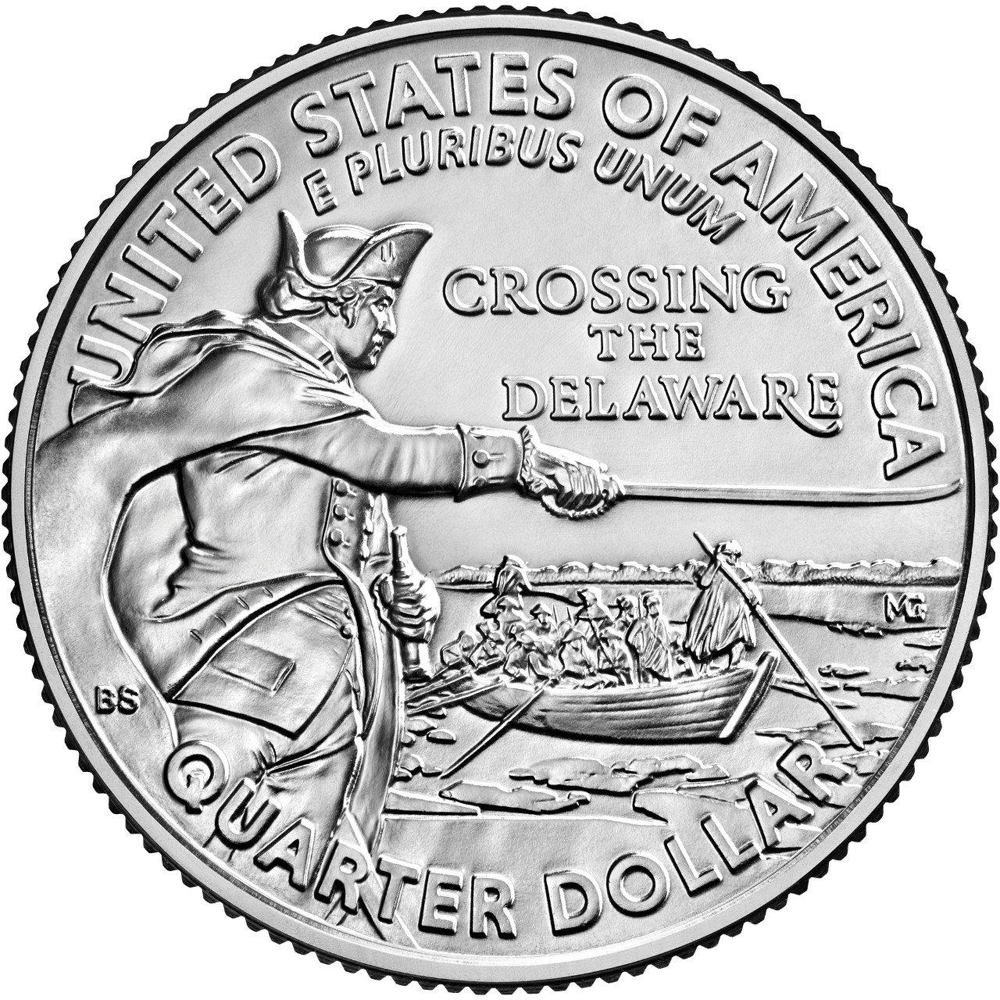 UNITED STATES OF AMERICA
E PLURIBUS UNUM
CROSSING
THE
DELAWARE
MG
BS
QUARTER DOLLAR